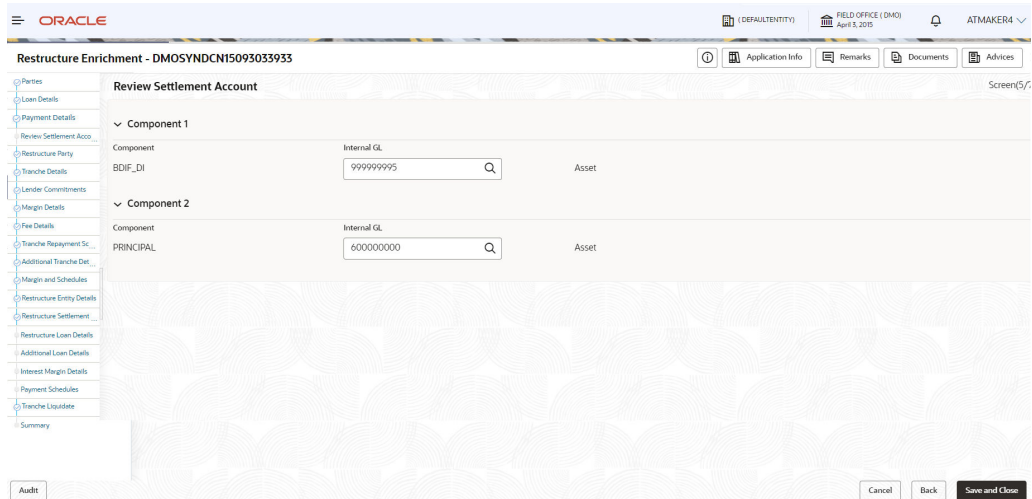 ORACLE
( DEFAULTENTITY)
FIELD OFFICE ( DMO)
April 3, 2015
ATMAKER4
Restructure Enrichment - DMOSYNDCN15093033933
Application Info
Remarks
Documents
Advices
Parties
Loan Details
Payment Details
Review Settlement Acco...
Restructure Party
Tranche Details
Lender Commitments
Margin Details
Fee Details
Tranche Repayment Sc...
Additional Tranche Det...
Margin and Schedules
Restructure Entity Details
Restructure Settlement ...
Restructure Loan Details
Additional Loan Details
Interest Margin Details
Payment Schedules
Tranche Liquidate
Summary
Review Settlement Account
Screen(5/
Component 1
Component Internal GL
BDIF_DI 999999995 Asset
Component 2
Component Internal GL
PRINCIPAL 600000000 Asset
Audit
Cancel
Back
Save and Close